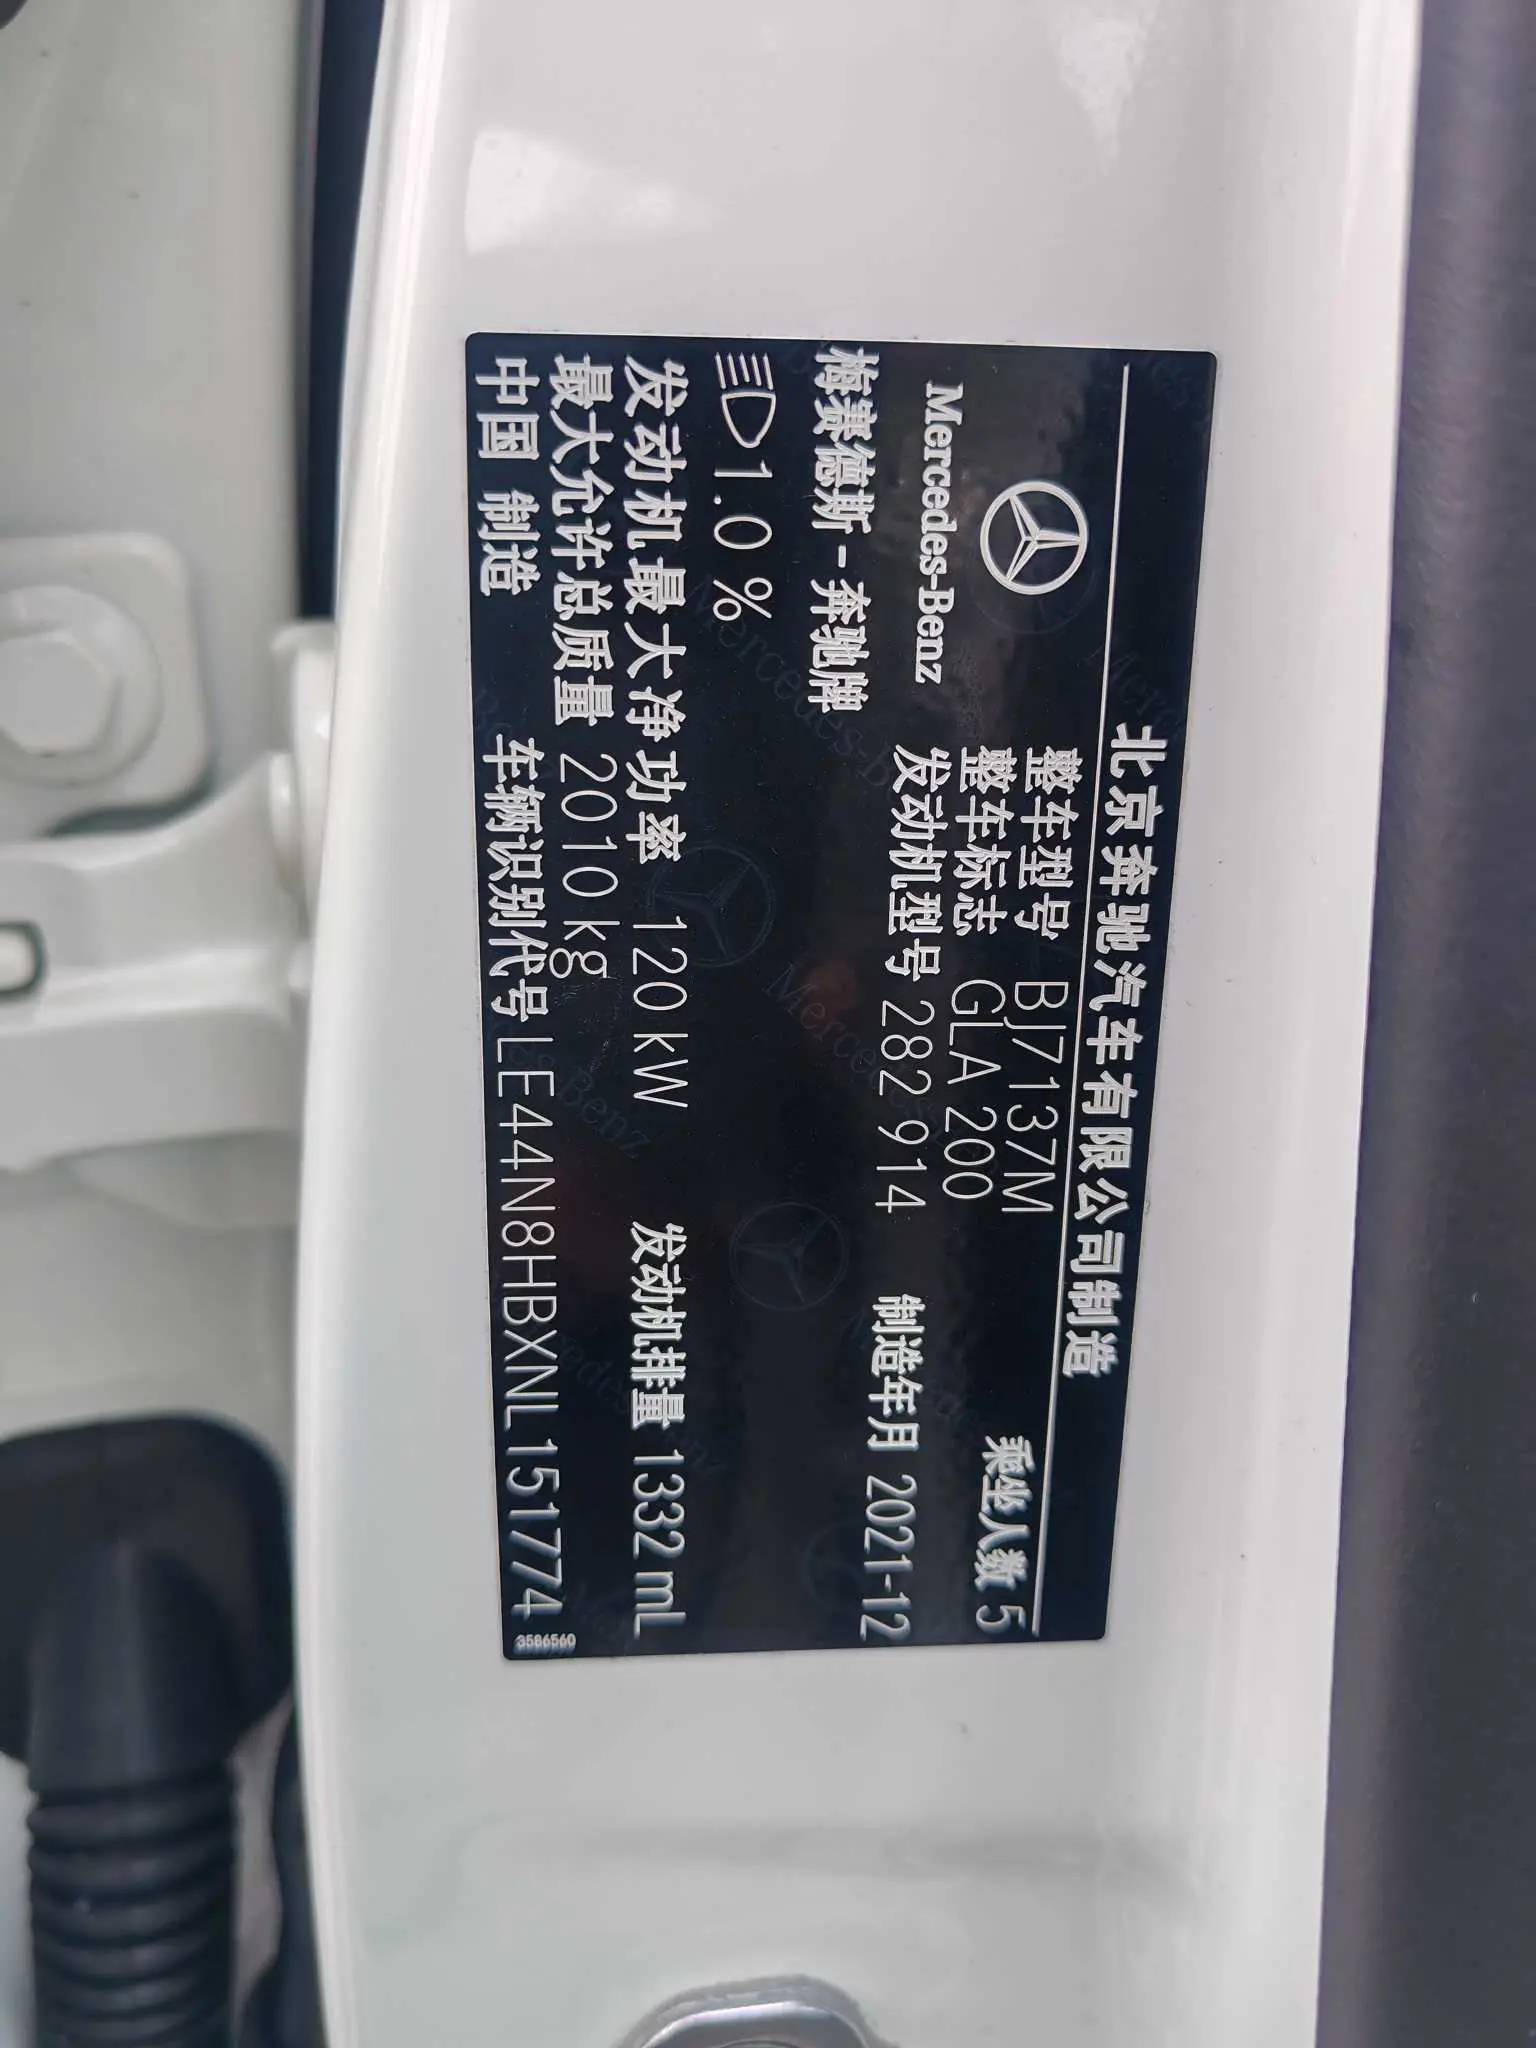 北京奔驰汽车有限公司制造
Mercedes-Benz
整车型号 BJ7137M
整车标志 GLA 200
乘坐人数 5
发动机型号 282 914
制造年月 2021-12
梅赛德斯-奔驰牌
1.0 %
发动机最大净功率 120 kW 发动机排量 1332 mL
最大允许总质量 2010 kg
中国 制造 车辆识别代号 LE44N8HBXNL151774
3586560